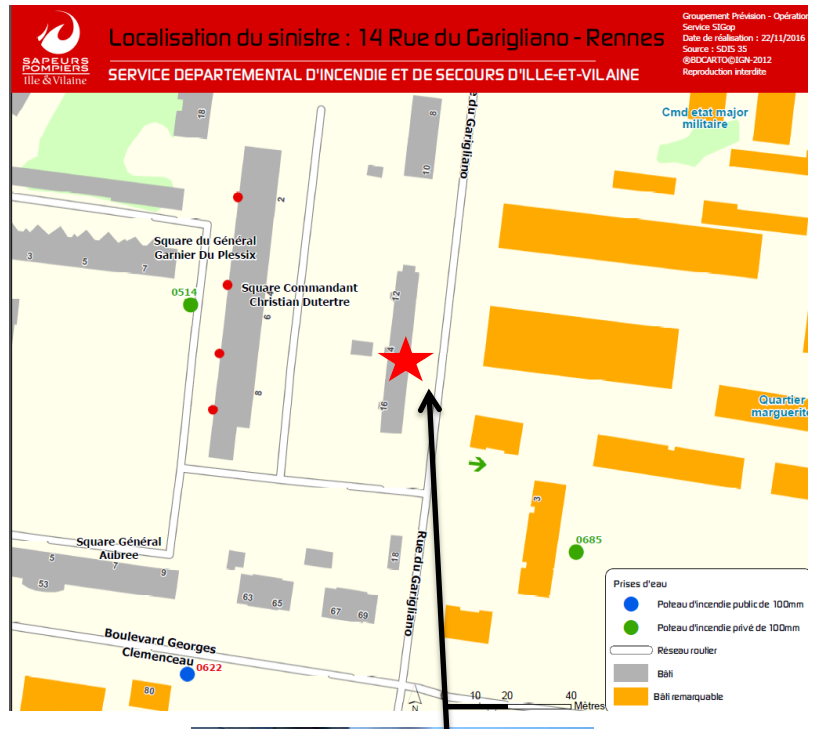 Localisation du sinistre : 14 Rue du Garigliano - Rennes
SERVICE DEPARTEMENTAL D'INCENDIE ET DE SECOURS D'ILLE-ET-VILAINE
SAPEURS
POMPIERS
Ille & Vilaine
Groupement Prévision - Opération
Service SIGop
Date de réalisation : 22/11/2016
Source : SDIS 35
®BDCARTO©IGN-2012
Reproduction interdite
18
8
10
e du Garigliano
Cmd etat major
militaire
2
Square du Général
Garnier Du Plessix
3
5
7
0514
Square Commandant
Christian Dutertre
4
6
8
12
4
16
Quartier
marguerite
3
0685
Square Général
Aubree
5
7
9
53
63
65
67
69
18
Rue du Garigliano
Boulevard Georges
Clemenceau
0622
80
N
10
20
40
Mètres
Prises d'eau
Poteau d'incendie public de 100mm
Poteau d'incendie privé de 100mm
Réseau routier
Bâti
Bâti remarquable